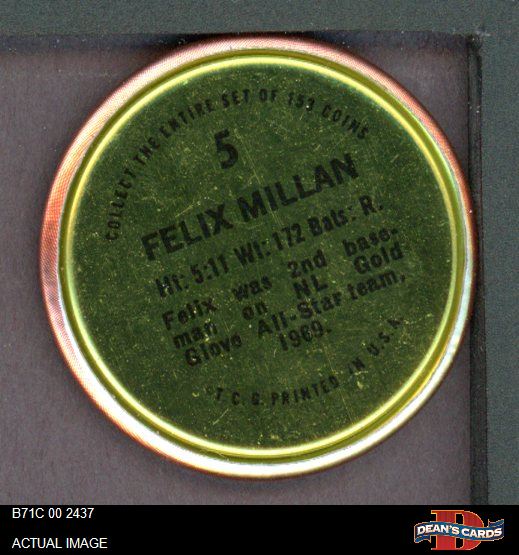 COLLECT THE ENTIRE SET OF 153 COINS
5
FELIX MILLAN
Ht: 5:11 Wt: 172 Bats: R.
Felix was 2nd base-
man on NL Gold
Glove All-Star team,
1969.
*T.C.G. PRINTED IN U.S.A.
B71C 00 2437
ACTUAL IMAGE
D
DEAN'S CARDS